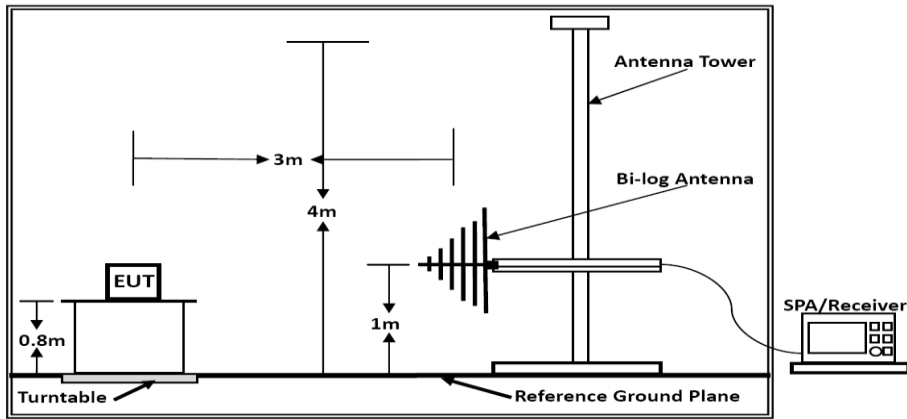 Antenna Tower
3m
Bi-log Antenna
4m
EUT
SPA/Receiver
0.8m
1m
Turntable
Reference Ground Plane